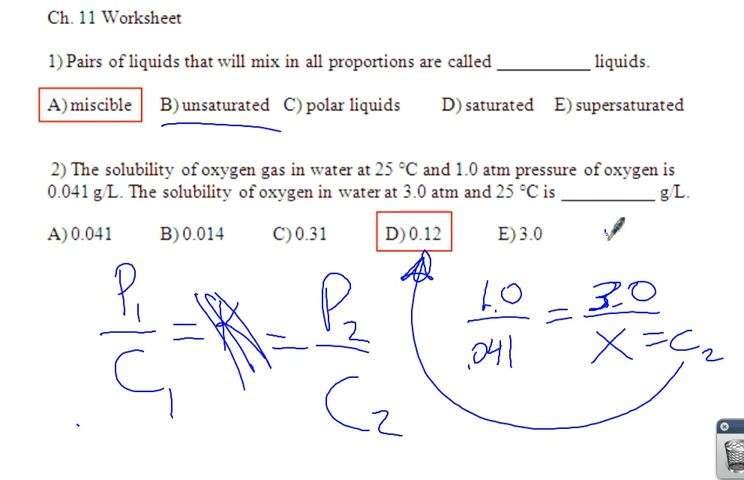 Ch. 11 Worksheet
1) Pairs of liquids that will mix in all proportions are called __________ liquids.
A) miscible B) unsaturated C) polar liquids D) saturated E) supersaturated
2) The solubility of oxygen gas in water at 25 °C and 1.0 atm pressure of oxygen is
0.041 g/L. The solubility of oxygen in water at 3.0 atm and 25 °C is __________ g/L.
A) 0.041 B) 0.014 C) 0.31 D) 0.12 E) 3.0
P1/C1 = = P2/C2
1.0/.041 = 3.0/X = C2